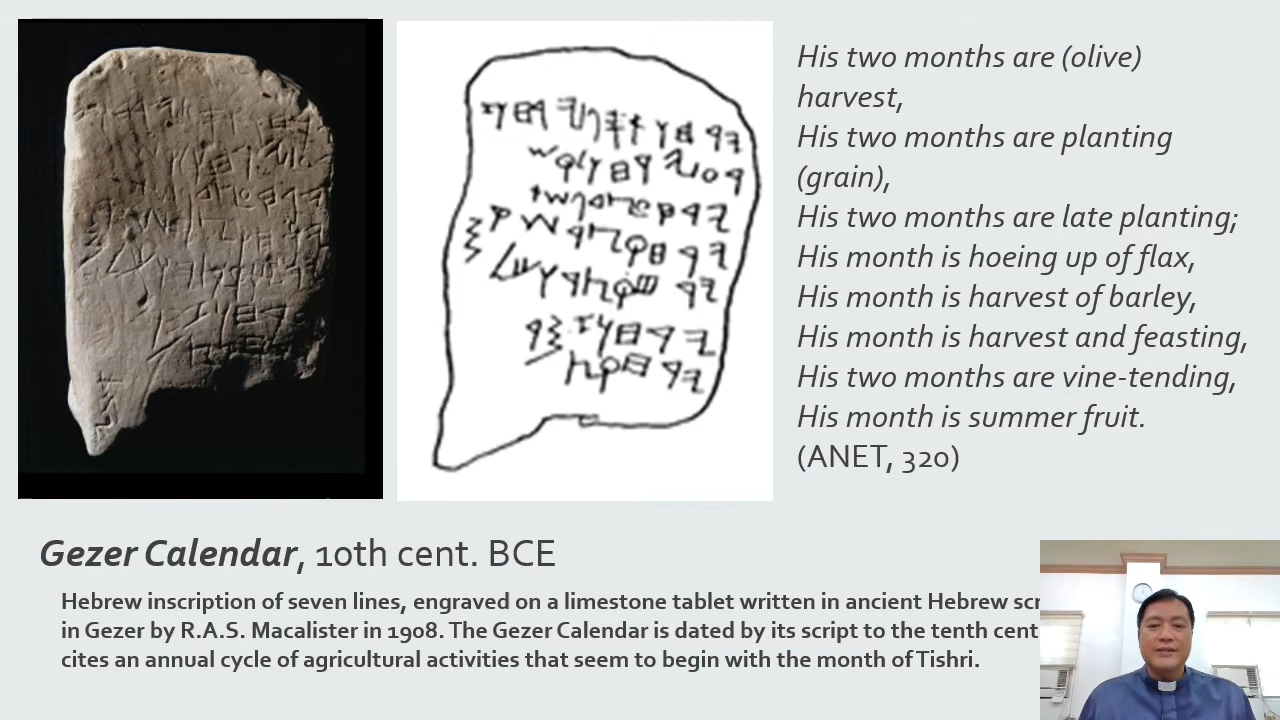 His two months are (olive)
harvest,
His two months are planting
(grain),
His two months are late planting;
His month is hoeing up of flax,
His month is harvest of barley,
His month is harvest and feasting,
His two months are vine-tending,
His month is summer fruit.
(ANET, 320)
Gezer Calendar, 10th cent. BCE
Hebrew inscription of seven lines, engraved on a limestone tablet written in ancient Hebrew scr
in Gezer by R.A.S. Macalister in 1908. The Gezer Calendar is dated by its script to the tenth cent
cites an annual cycle of agricultural activities that seem to begin with the month of Tishri.